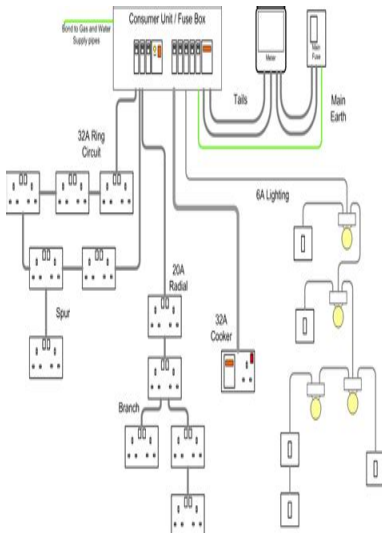 Consumer Unit / Fuse Box
Bond to Gas and Water
Supply pipes
Meter
Main
Fuse
Tails
Main
Earth
32A Ring
Circuit
6A Lighting
20A
Radial
Spur
32A
Cooker
Branch